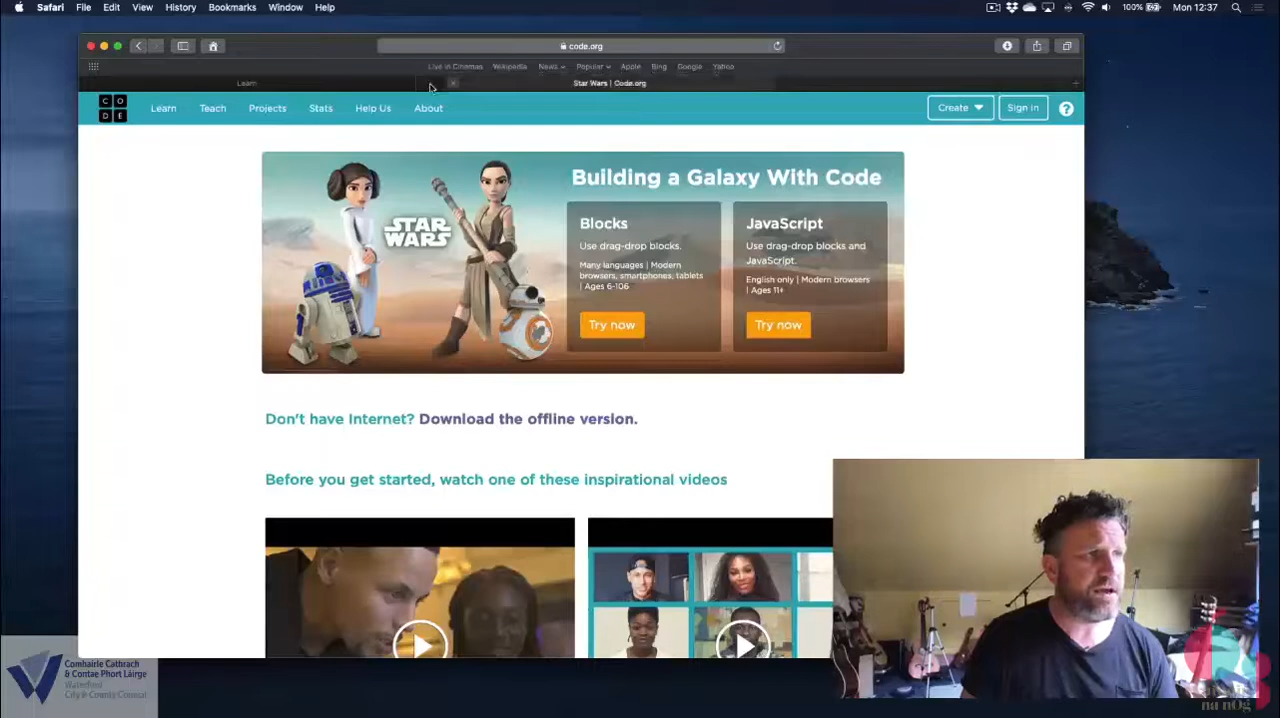 Safari File Edit View History Bookmarks Window Help
100% Mon 12:37
code.org
Live in Cinemas Wikipedia News Popular Apple Bing Google Yahoo
Learn
Star Wars | Code.org
CODE
Learn Teach Projects Stats Help Us About
Create Sign in ?
STAR WARS
Building a Galaxy With Code
Blocks
Use drag-drop blocks.
Many languages | Modern
browsers, smartphones, tablets
| Ages 6-106
Try now
JavaScript
Use drag-drop blocks and
JavaScript.
English only | Modern browsers
| Ages 11+
Try now
Don't have Internet? Download the offline version.
Before you get started, watch one of these inspirational videos
Comhairle Cathrach
& Contae Phort Láirge
Waterford
City & County Council
na nÓg